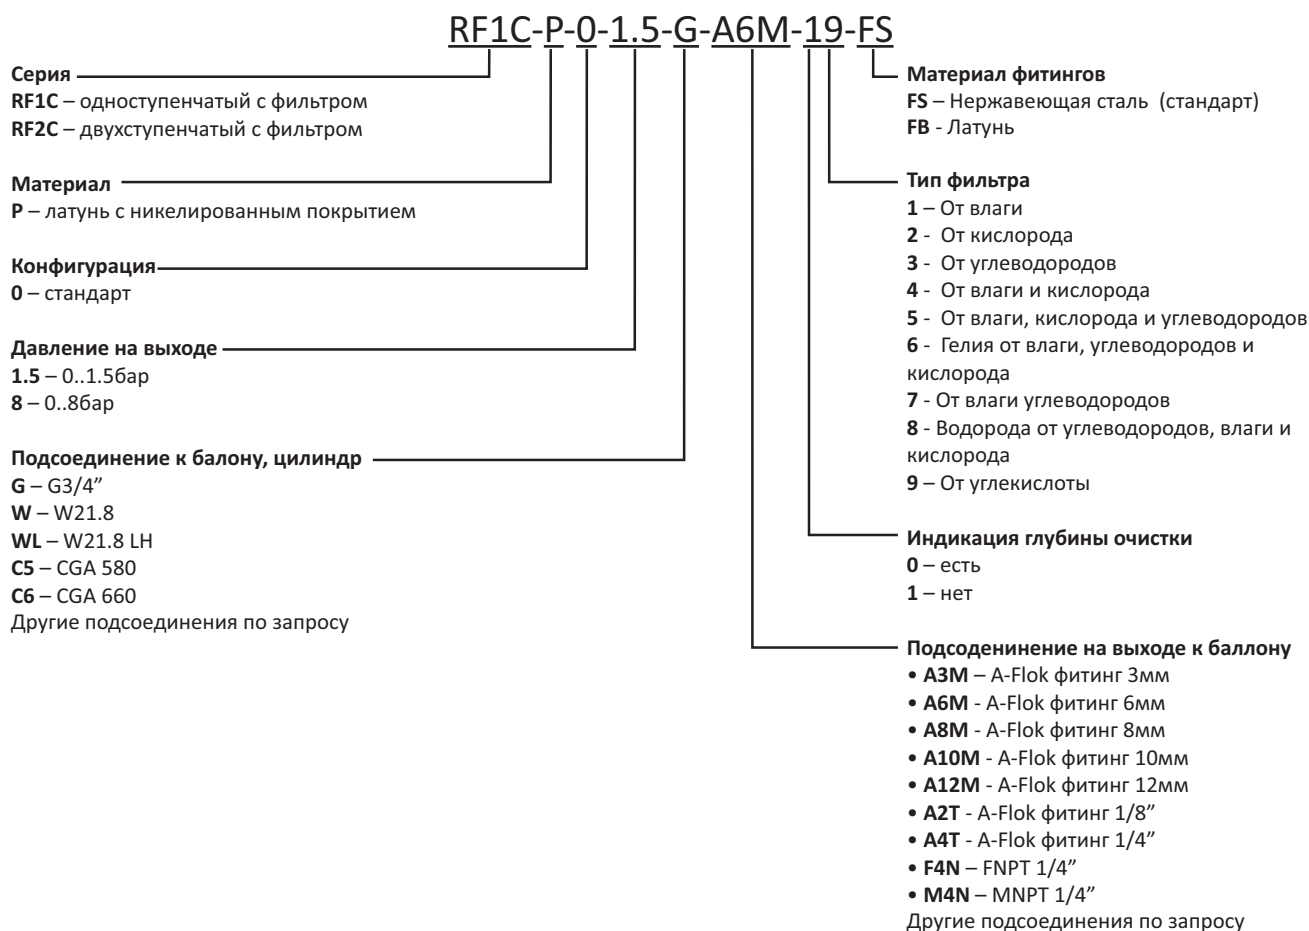 RF1C-P-0-1.5-G-A6M-19-FS
Серия
RF1C – одноступенчатый с фильтром
RF2C – двухступенчатый с фильтром
Материал
P – латунь с никелированным покрытием
Конфигурация
0 – стандарт
Давление на выходе
1.5 – 0..1.5бар
8 – 0..8бар
Подсоединение к балону, цилиндр
G – G3/4”
W – W21.8
WL – W21.8 LH
C5 – CGA 580
C6 – CGA 660
Другие подсоединения по запросу
Материал фитингов
FS – Нержавеющая сталь (стандарт)
FB - Латунь
Тип фильтра
1 – От влаги
2 - От кислорода
3 - От углеводородов
4 - От влаги и кислорода
5 - От влаги, кислорода и углеводородов
6 - Гелия от влаги, углеводородов и
кислорода
7 - От влаги углеводородов
8 - Водорода от углеводородов, влаги и
кислорода
9 – От углекислоты
Индикация глубины очистки
0 – есть
1 – нет
Подсоденинение на выходе к баллону
• A3M – A-Flok фитинг 3мм
• A6M - A-Flok фитинг 6мм
• A8M - A-Flok фитинг 8мм
• A10M - A-Flok фитинг 10мм
• A12M - A-Flok фитинг 12мм
• A2T - A-Flok фитинг 1/8”
• A4T - A-Flok фитинг 1/4”
• F4N – FNPT 1/4”
• M4N – MNPT 1/4”
Другие подсоединения по запросу